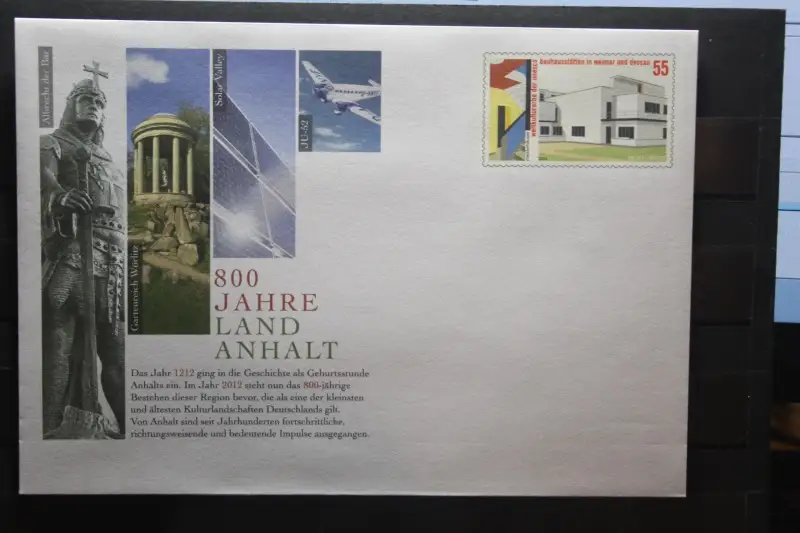 Albrecht der Bär
Gartenreich Wörlitz
Solar Valley
JU-52
800
JAHRE
LAND
ANHALT
Das Jahr 1212 ging in die Geschichte als Geburtsstunde
Anhalts ein. Im Jahr 2012 steht nun das 800-jährige
Bestehen dieser Region bevor, die als eine der kleinsten
und ältesten Kulturlandschaften Deutschlands gilt.
Von Anhalt sind seit Jahrhunderten fortschrittliche,
richtungsweisende und bedeutende Impulse ausgegangen.
bauhausstätten in weimar und dessau
55
weltkulturerbe der unesco